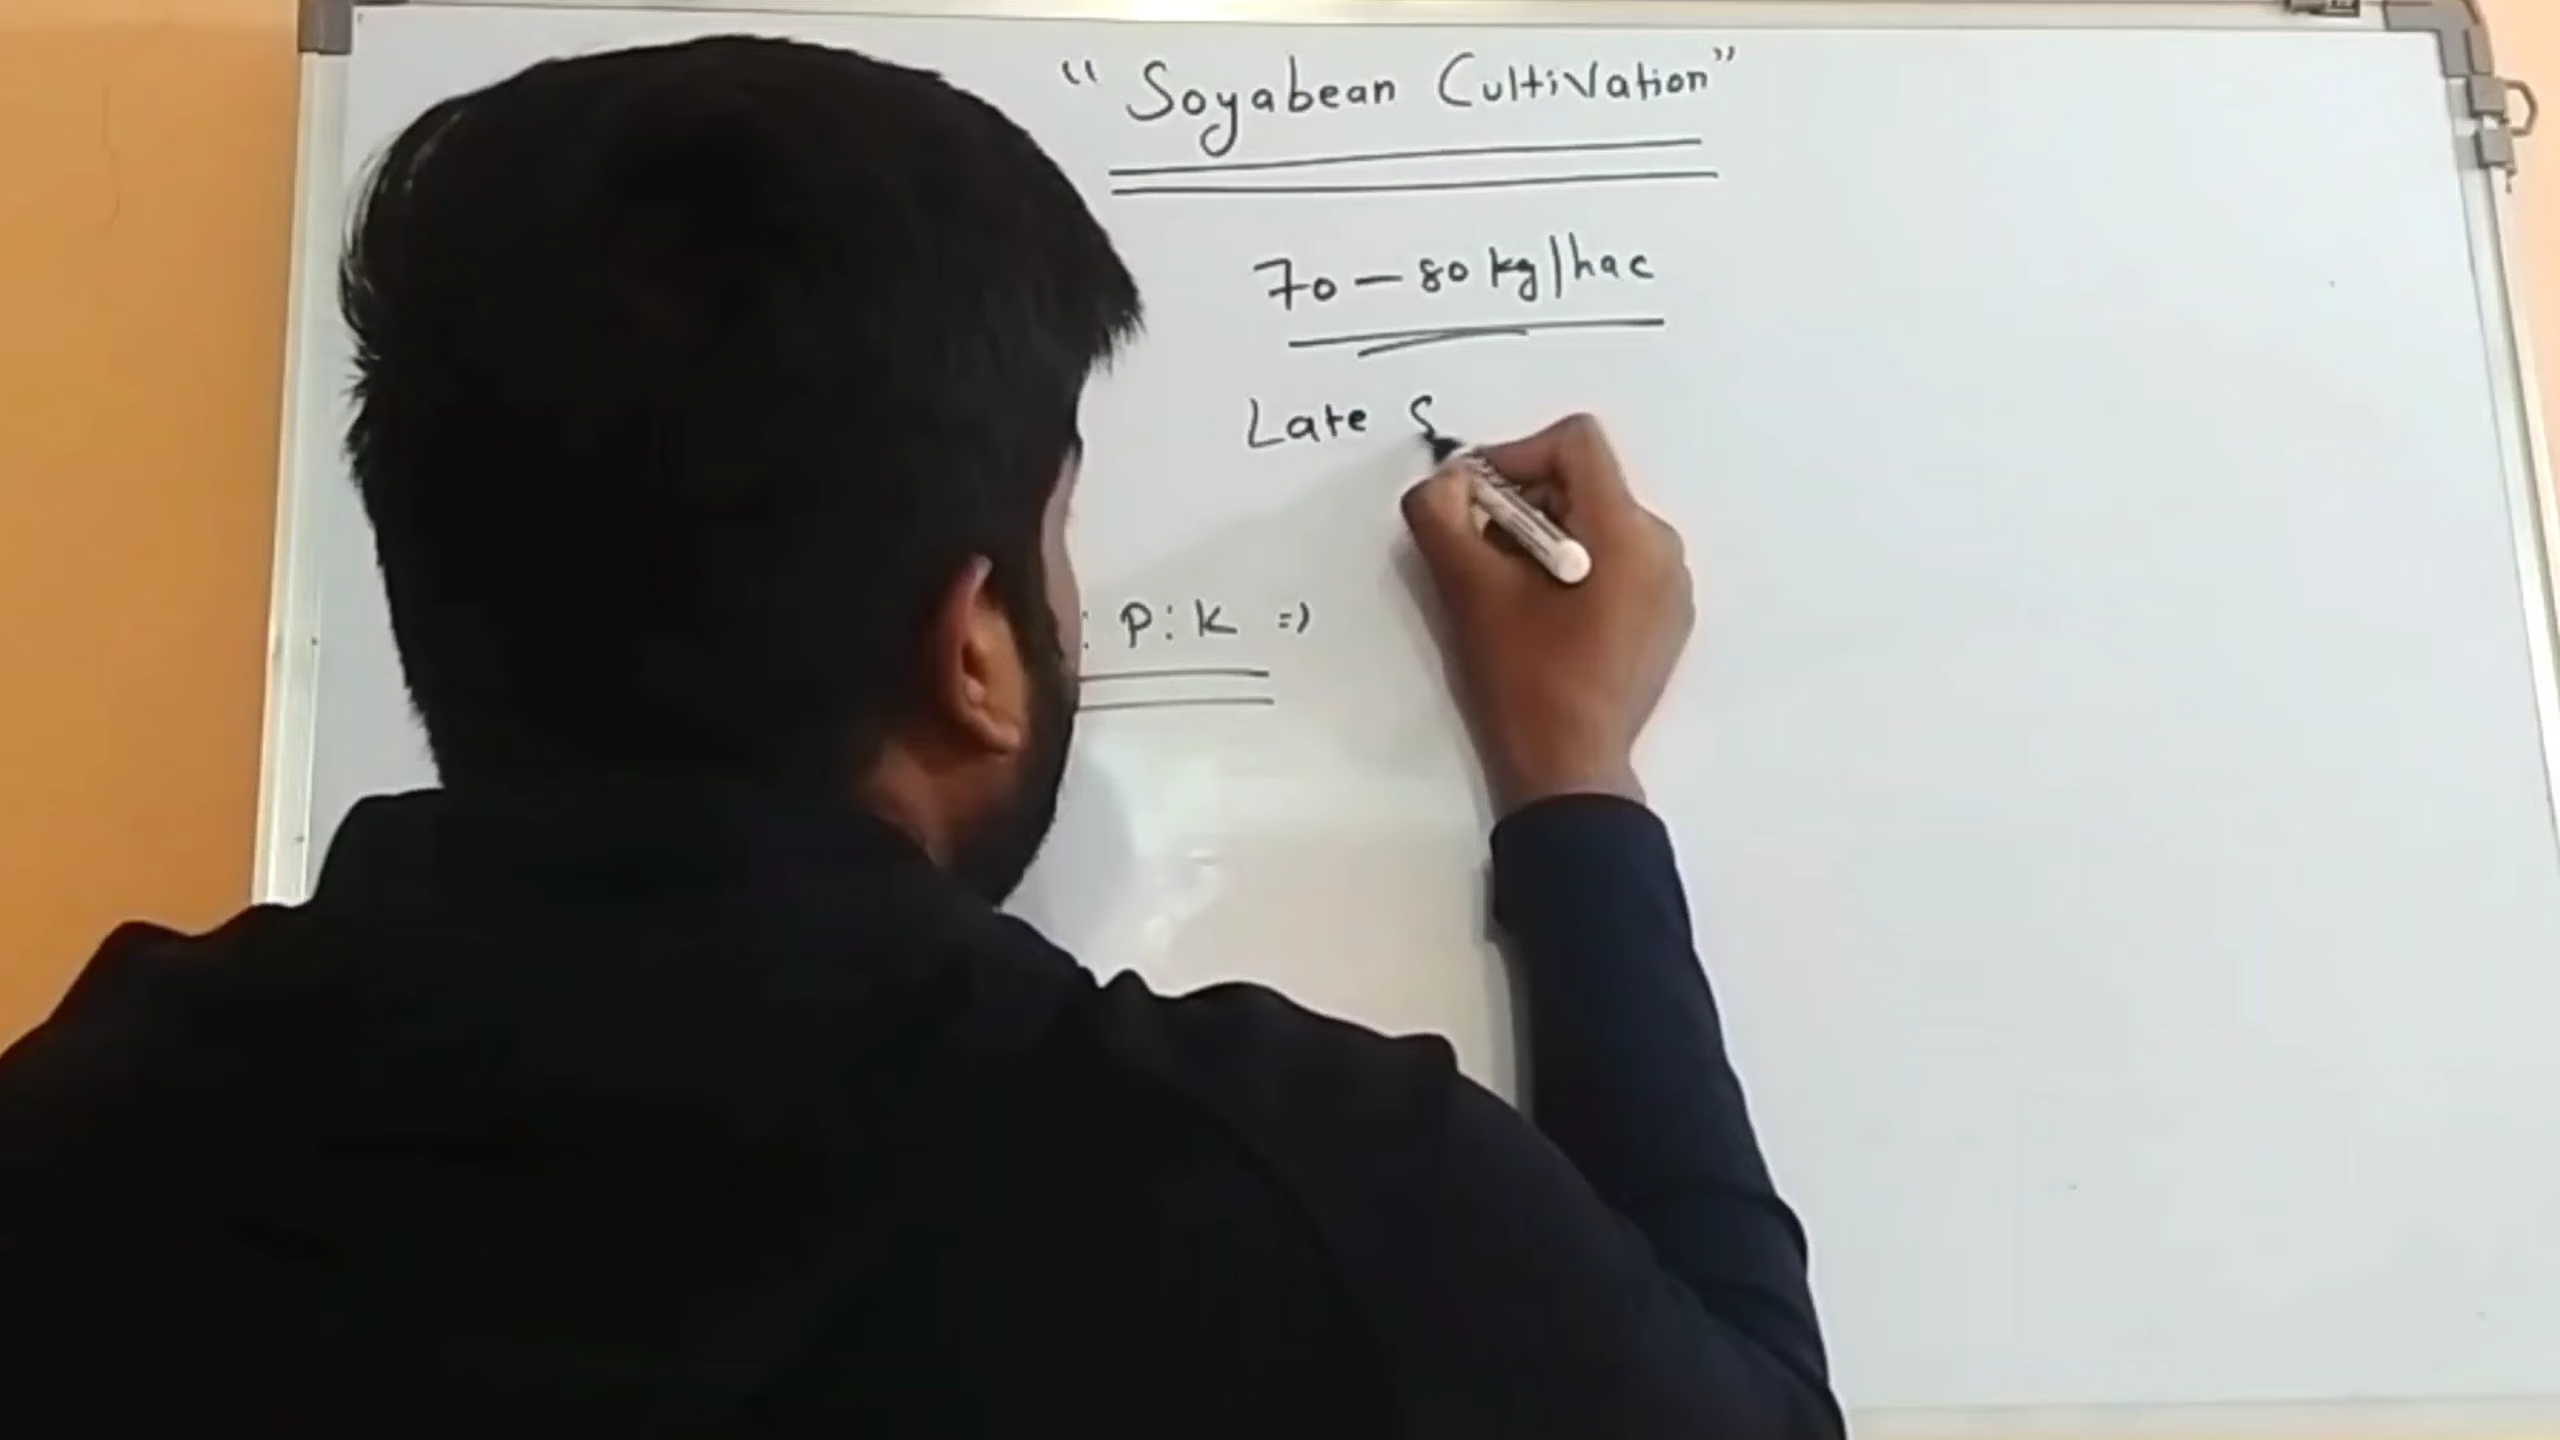 “Soyabean Cultivation”
70 — 80 kg/hac
Late S
: P : K =>